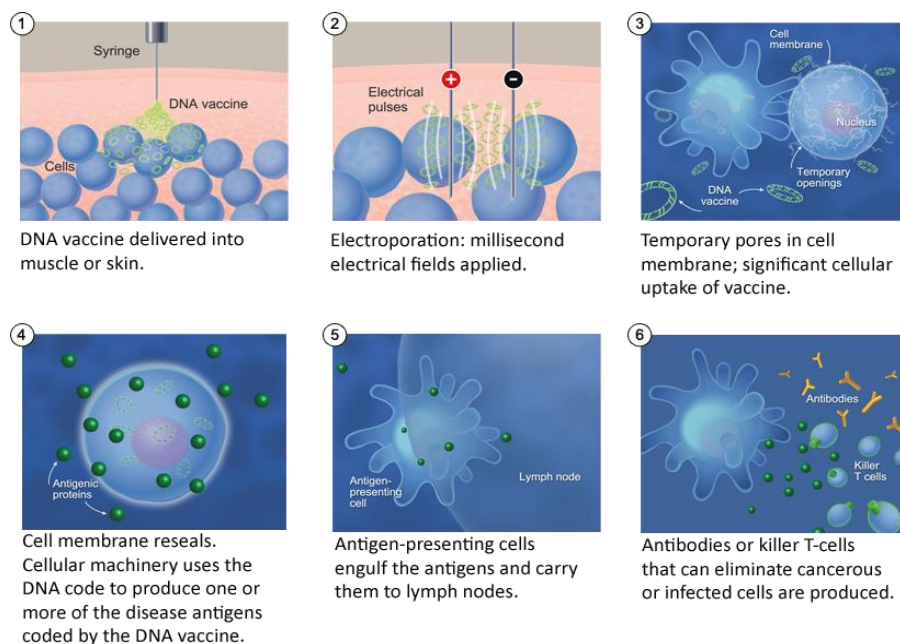 1
Syringe
DNA vaccine
Cells
DNA vaccine delivered into
muscle or skin.
2
Electrical
pulses
+
-
Electroporation: millisecond
electrical fields applied.
3
Cell
membrane
Nucleus
Temporary
openings
DNA
vaccine
Temporary pores in cell
membrane; significant cellular
uptake of vaccine.
4
Antigenic
proteins
Cell membrane reseals.
Cellular machinery uses the
DNA code to produce one or
more of the disease antigens
coded by the DNA vaccine.
5
Antigen-
presenting
cell
Lymph node
Antigen-presenting cells
engulf the antigens and carry
them to lymph nodes.
6
Antibodies
Killer
T cells
Antibodies or killer T-cells
that can eliminate cancerous
or infected cells are produced.